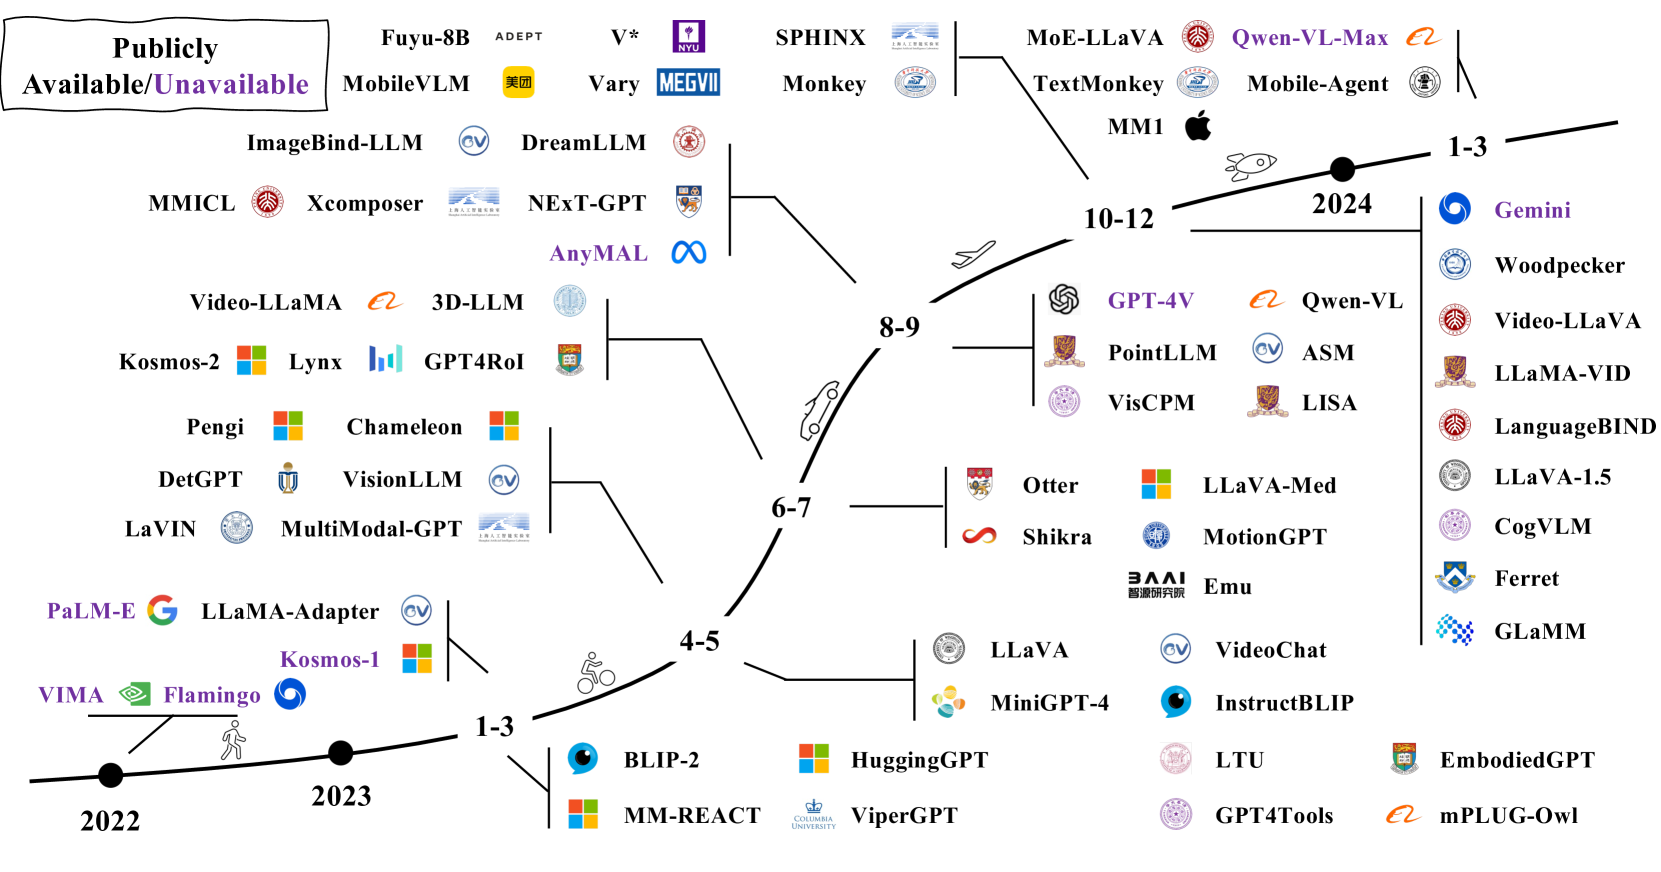 Publicly
Available/Unavailable
Fuyu-8B ADEPT V* NYU SPHINX MoE-LLaVA Qwen-VL-Max
MobileVLM 美团 Vary MEGVII Monkey TextMonkey Mobile-Agent
MM1
ImageBind-LLM DreamLLM
MMICL Xcomposer NExT-GPT
AnyMAL
1-3
2024
10-12
Gemini
Woodpecker
Video-LLaVA
LLaMA-VID
LanguageBIND
LLaVA-1.5
CogVLM
Ferret
GLaMM
Video-LLaMA 3D-LLM
Kosmos-2 Lynx GPT4RoI
8-9
GPT-4V Qwen-VL
PointLLM ASM
VisCPM LISA
Pengi Chameleon
DetGPT VisionLLM
LaVIN MultiModal-GPT
6-7
Otter LLaVA-Med
Shikra MotionGPT
BAAI
智源研究院
Emu
PaLM-E LLaMA-Adapter
Kosmos-1
VIMA Flamingo
4-5
LLaVA VideoChat
MiniGPT-4 InstructBLIP
LTU EmbodiedGPT
GPT4Tools mPLUG-Owl
1-3
BLIP-2 HuggingGPT
MM-REACT COLUMBIA
UNIVERSITY ViperGPT
2023
2022